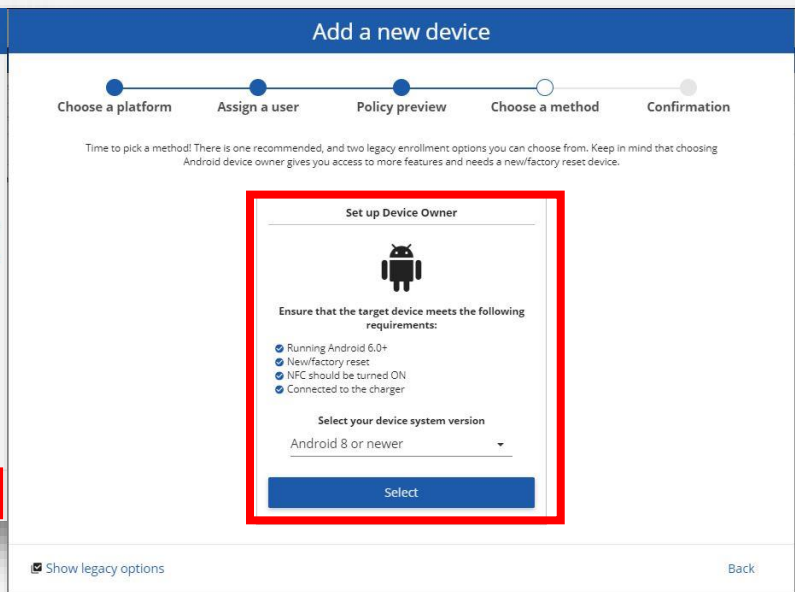 Add a new device
Choose a platform
Assign a user
Policy preview
Choose a method
Confirmation
Time to pick a method! There is one recommended, and two legacy enrollment options you can choose from. Keep in mind that choosing
Android device owner gives you access to more features and needs a new/factory reset device.
Set up Device Owner
Ensure that the target device meets the following
requirements:
Running Android 6.0+
New/factory reset
NFC should be turned ON
Connected to the charger
Select your device system version
Android 8 or newer
Select
Show legacy options
Back